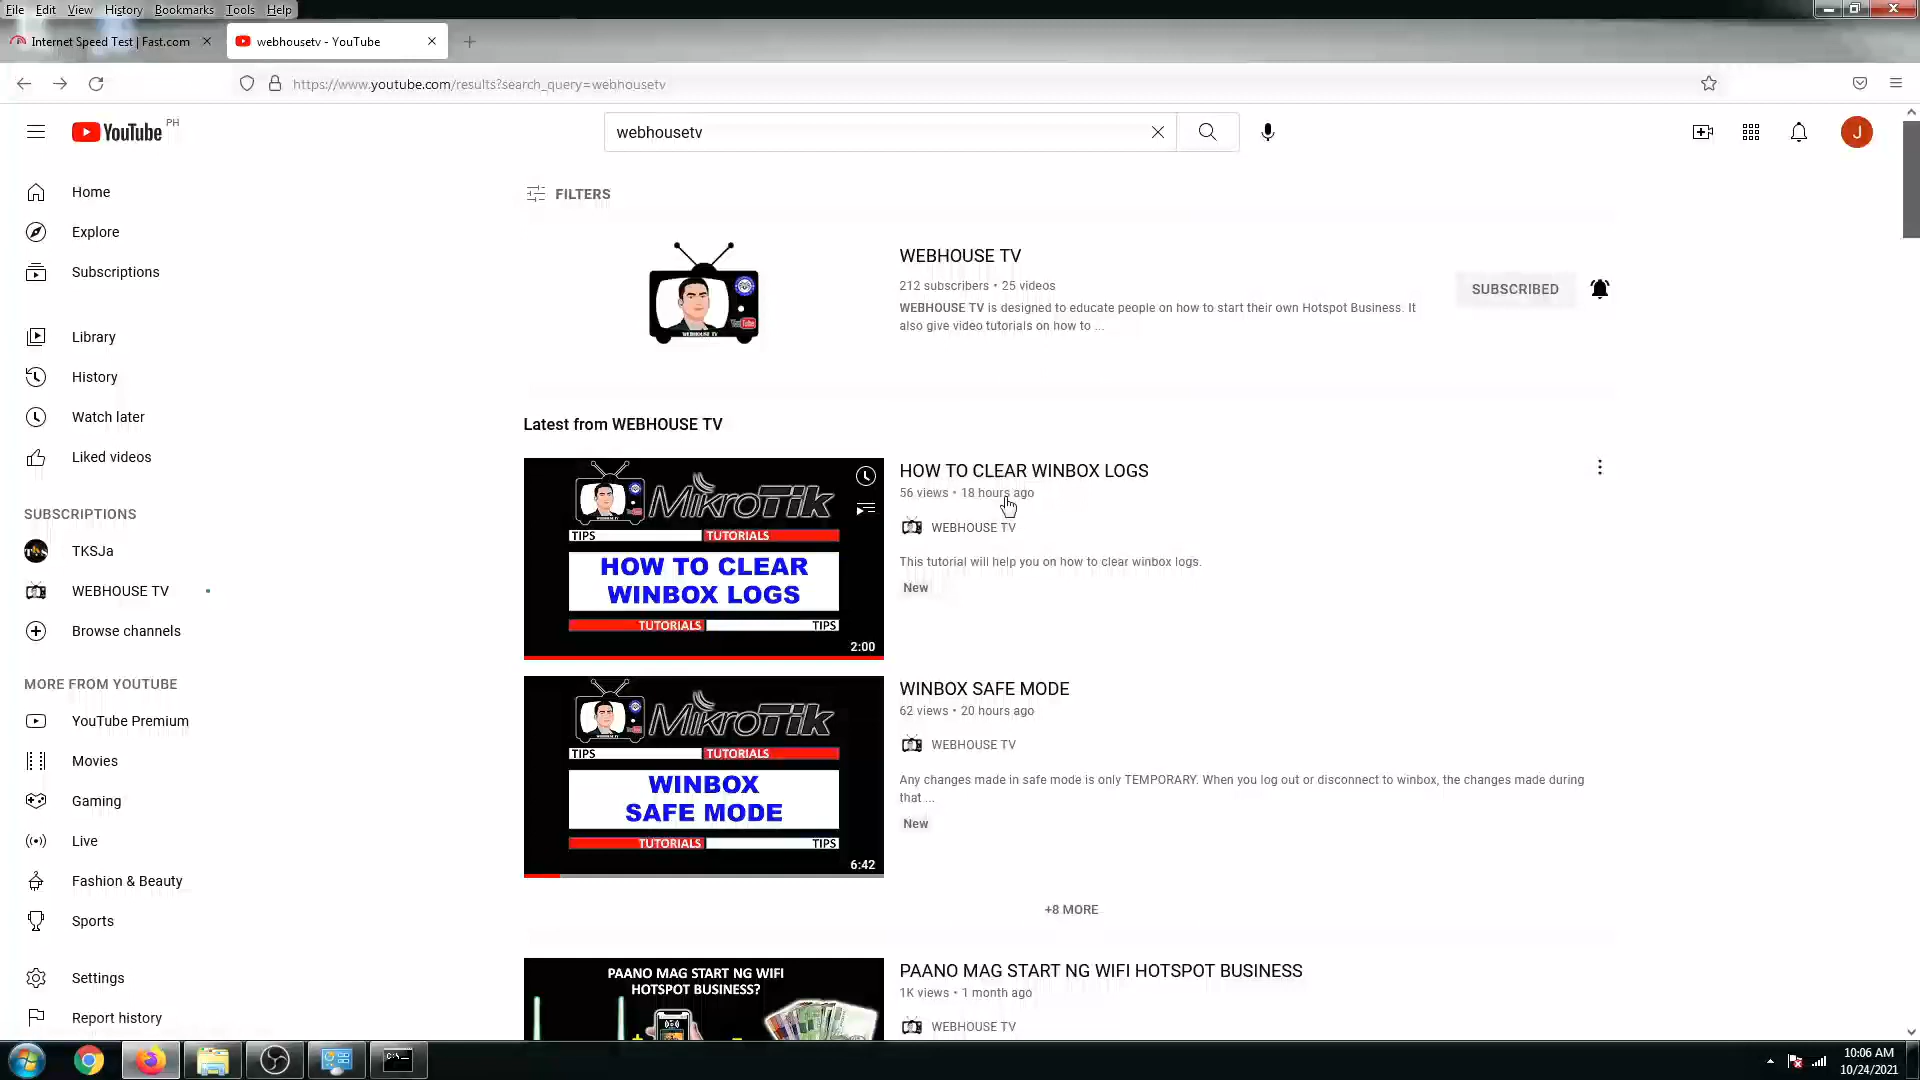 File Edit View History Bookmarks Tools Help
Internet Speed Test | Fast.com
webhousetv - YouTube
https://www.youtube.com/results?search_query=webhousetv
YouTube PH
webhousetv
J
Home
Explore
Subscriptions
Library
History
Watch later
Liked videos
SUBSCRIPTIONS
TKSJa
WEBHOUSE TV
Browse channels
MORE FROM YOUTUBE
YouTube Premium
Movies
Gaming
Live
Fashion & Beauty
Sports
Settings
Report history
FILTERS
WEBHOUSE TV
212 subscribers • 25 videos
WEBHOUSE TV is designed to educate people on how to start their own Hotspot Business. It
also give video tutorials on how to ...
SUBSCRIBED
Latest from WEBHOUSE TV
MikroTik
TIPS TUTORIALS
HOW TO CLEAR
WINBOX LOGS
TUTORIALS TIPS
2:00
HOW TO CLEAR WINBOX LOGS
56 views • 18 hours ago
WEBHOUSE TV
This tutorial will help you on how to clear winbox logs.
New
MikroTik
TIPS TUTORIALS
WINBOX
SAFE MODE
TUTORIALS TIPS
6:42
WINBOX SAFE MODE
62 views • 20 hours ago
WEBHOUSE TV
Any changes made in safe mode is only TEMPORARY. When you log out or disconnect to winbox, the changes made during
that ...
New
+8 MORE
PAANO MAG START NG WIFI
HOTSPOT BUSINESS?
PAANO MAG START NG WIFI HOTSPOT BUSINESS
1K views • 1 month ago
WEBHOUSE TV
10:06 AM
10/24/2021